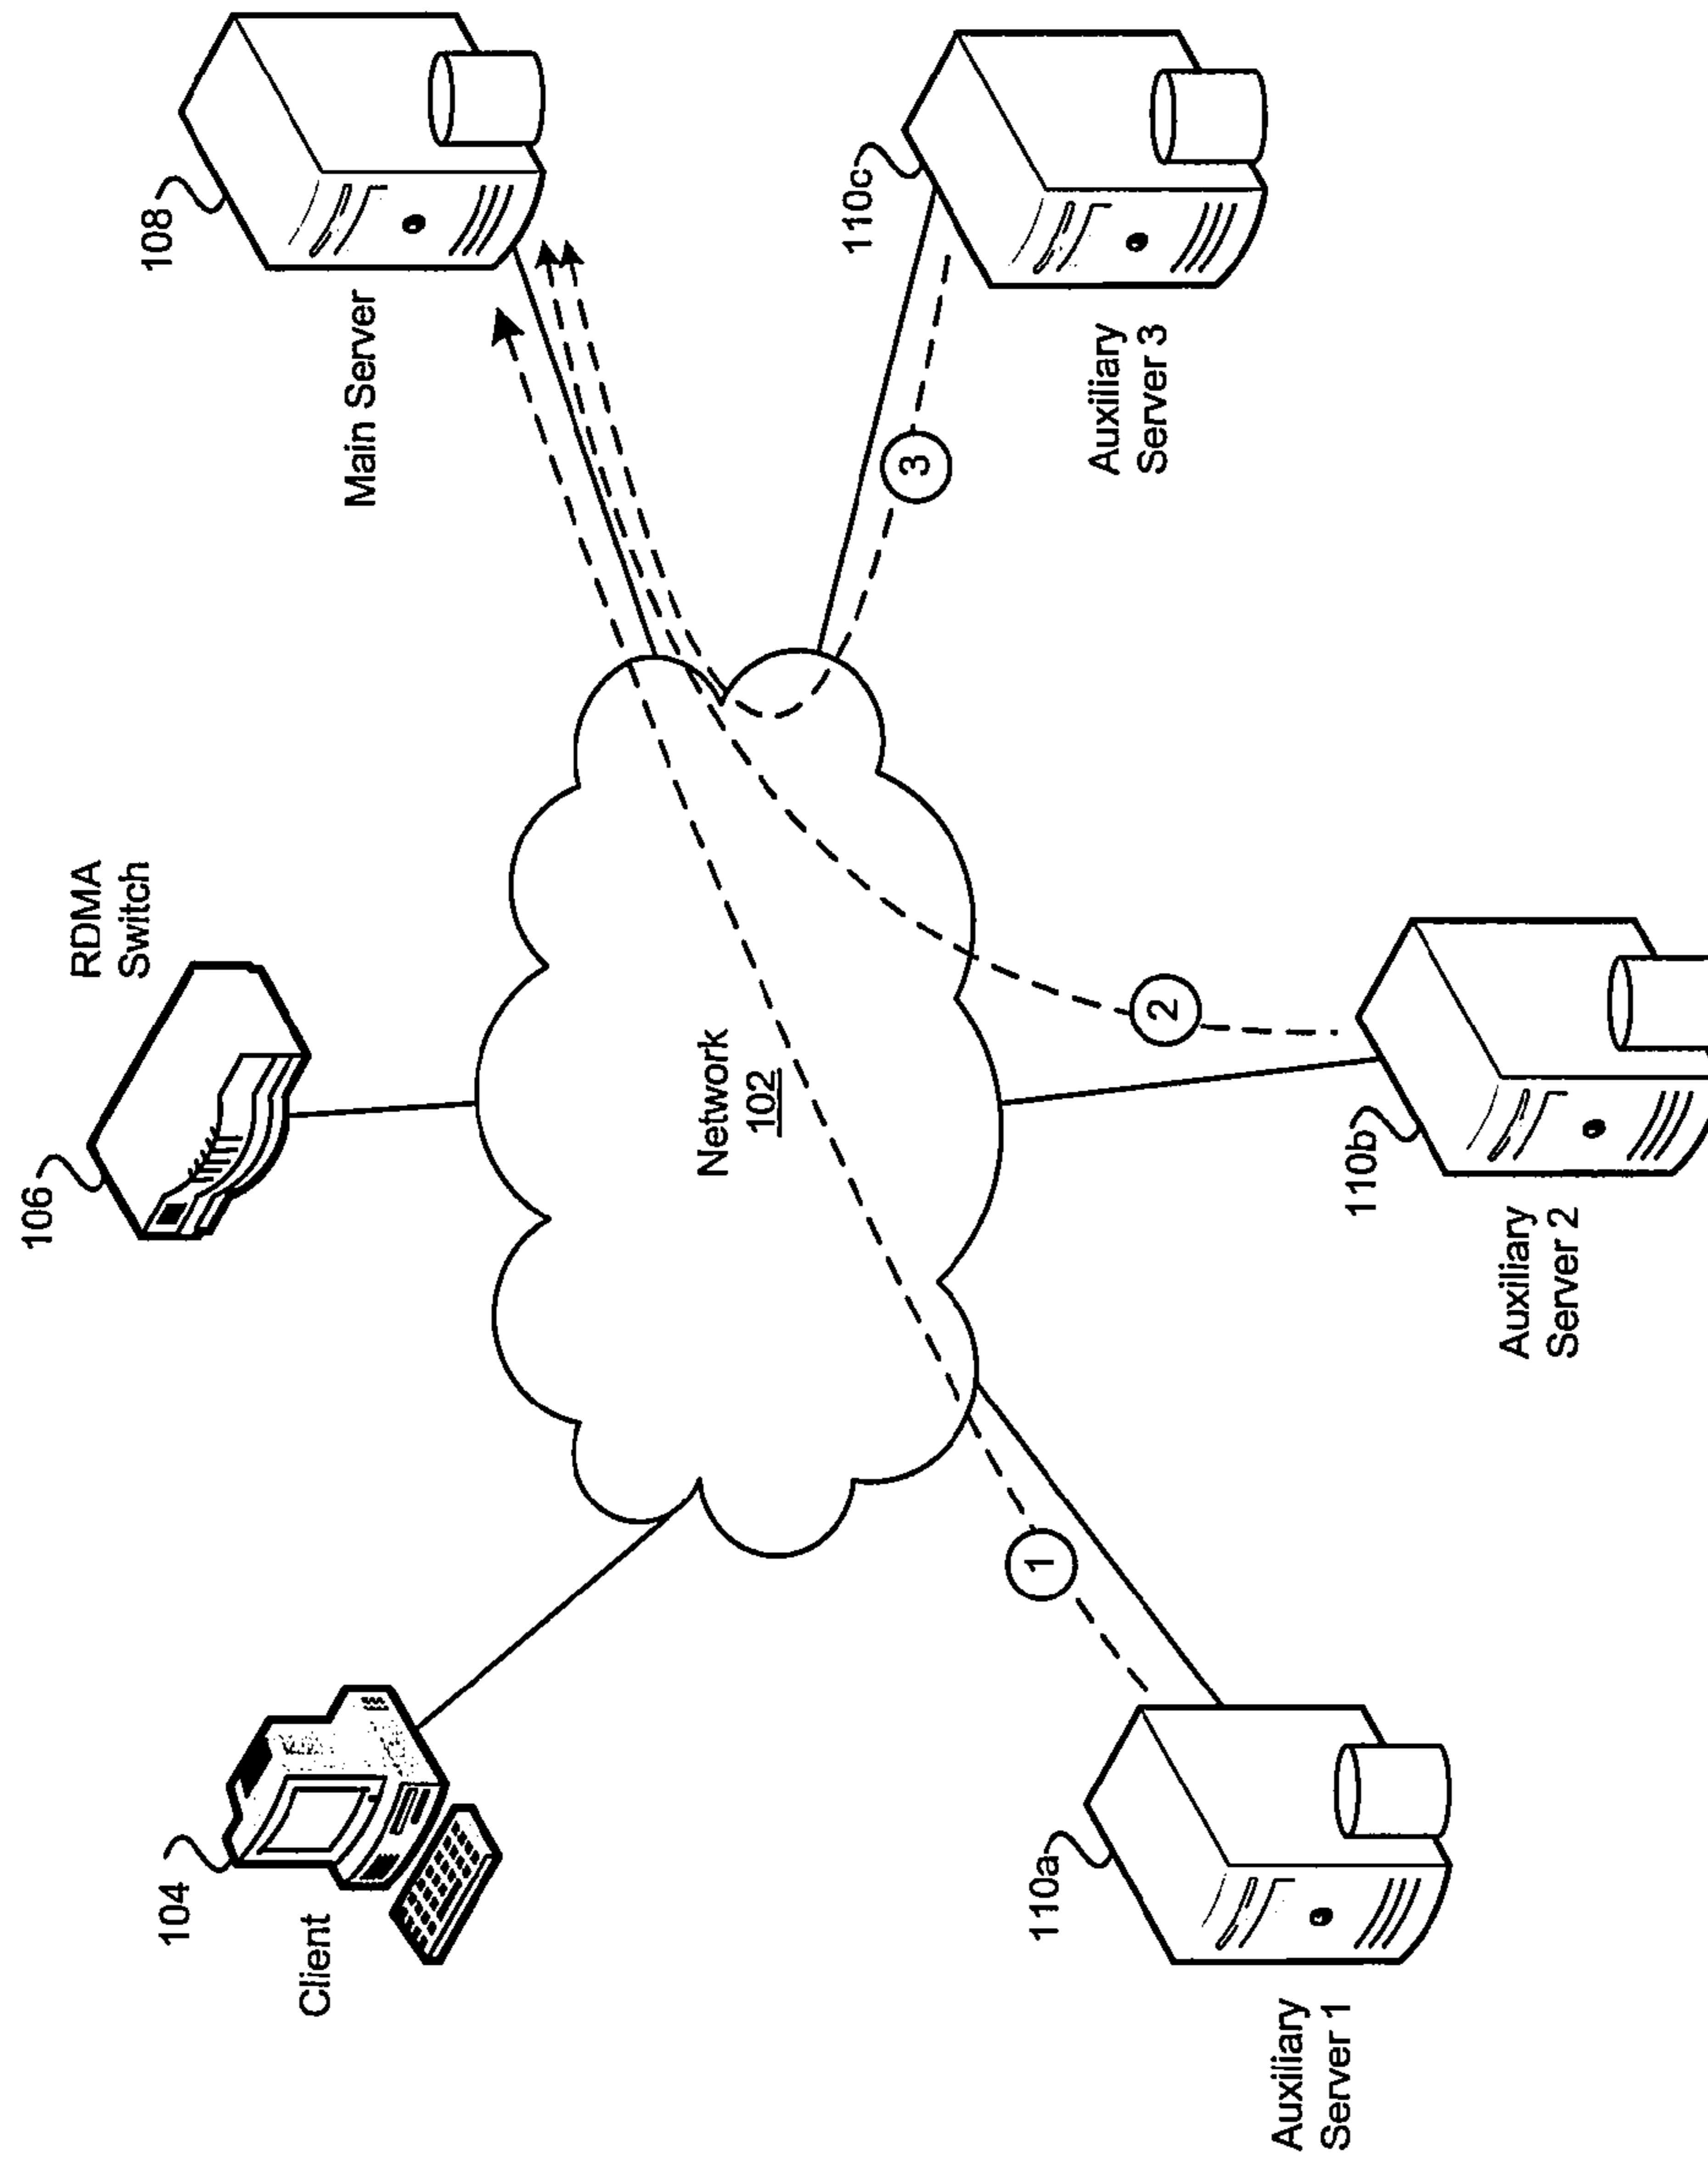 104
Client
106
RDMA
Switch
108
Main Server
Network
102
1
2
3
110a
Auxiliary
Server 1
110b
Auxiliary
Server 2
110c
Auxiliary
Server 3